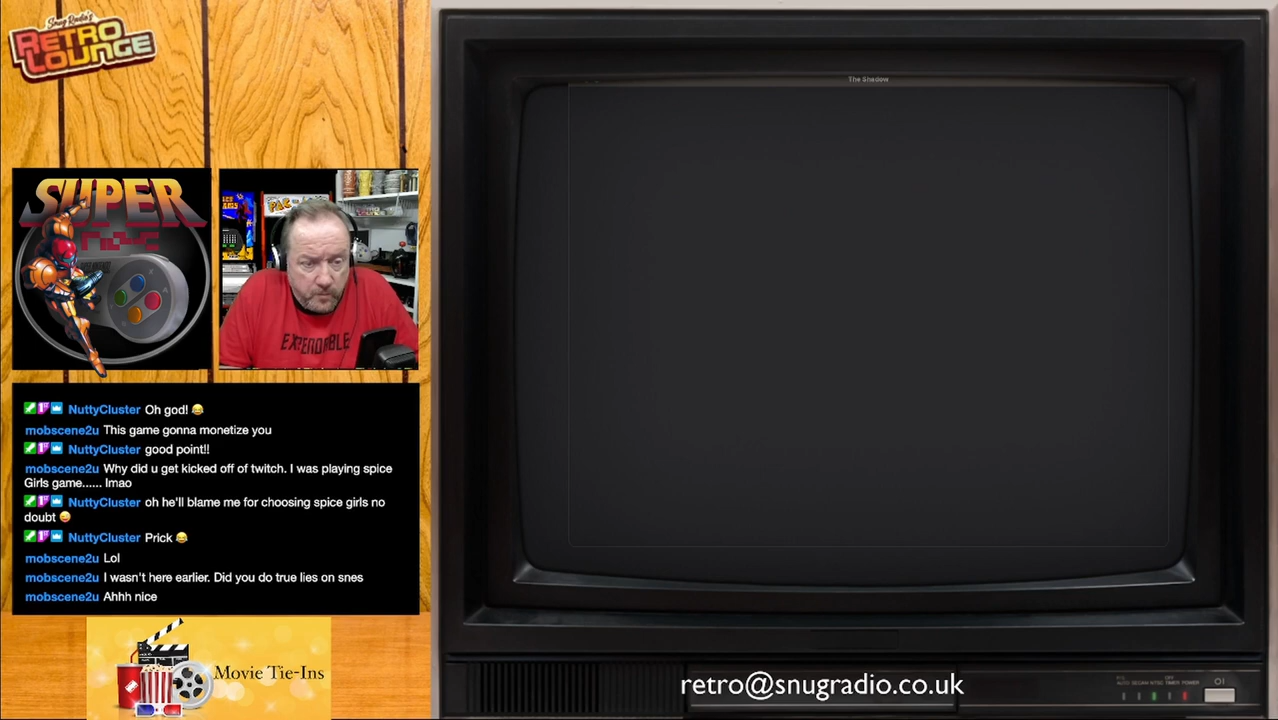 Snug Radio's
RETRO
LOUNGE
The Shadow
SUPER
PAC
EXPENDABLE
NuttyCluster Oh god! 😂
mobscene2u This game gonna monetize you
NuttyCluster good point!!
mobscene2u Why did u get kicked off of twitch. I was playing spice
Girls game...... lmao
NuttyCluster oh he'll blame me for choosing spice girls no
doubt 😜
NuttyCluster Prick 😂
mobscene2u Lol
mobscene2u I wasn't here earlier. Did you do true lies on snes
mobscene2u Ahhh nice
Movie Tie-Ins
retro@snugradio.co.uk